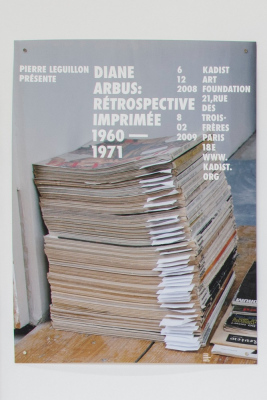 PIERRE LEGUILLON
PRÉSENTE
DIANE
ARBUS:
RÉTROSPECTIVE
IMPRIMÉE
1960 —
1971
6
12
2008
8
02
2009
KADIST
ART
FOUNDATION
21, RUE
DES
TROIS-
FRÈRES
PARIS
18E
WWW.
KADIST.
ORG